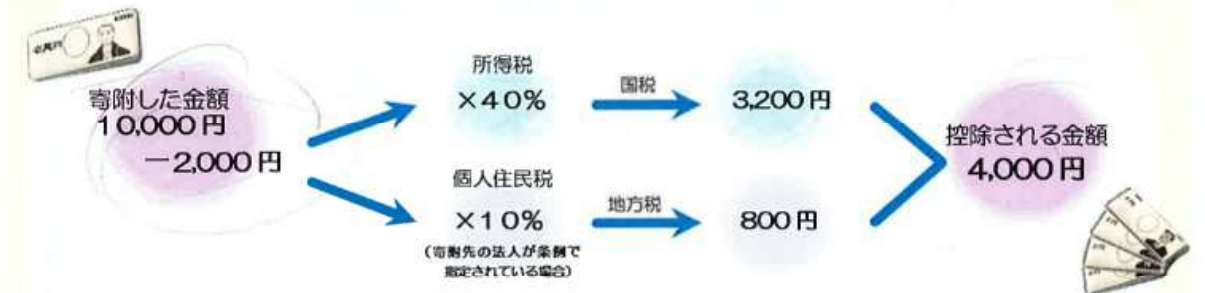 壱万円
寄附した金額
10,000円
－2,000円
所得税
×40%
国税
3,200円
個人住民税
×10%
(寄附先の法人が条例で
指定されている場合)
地方税
800円
控除される金額
4,000円